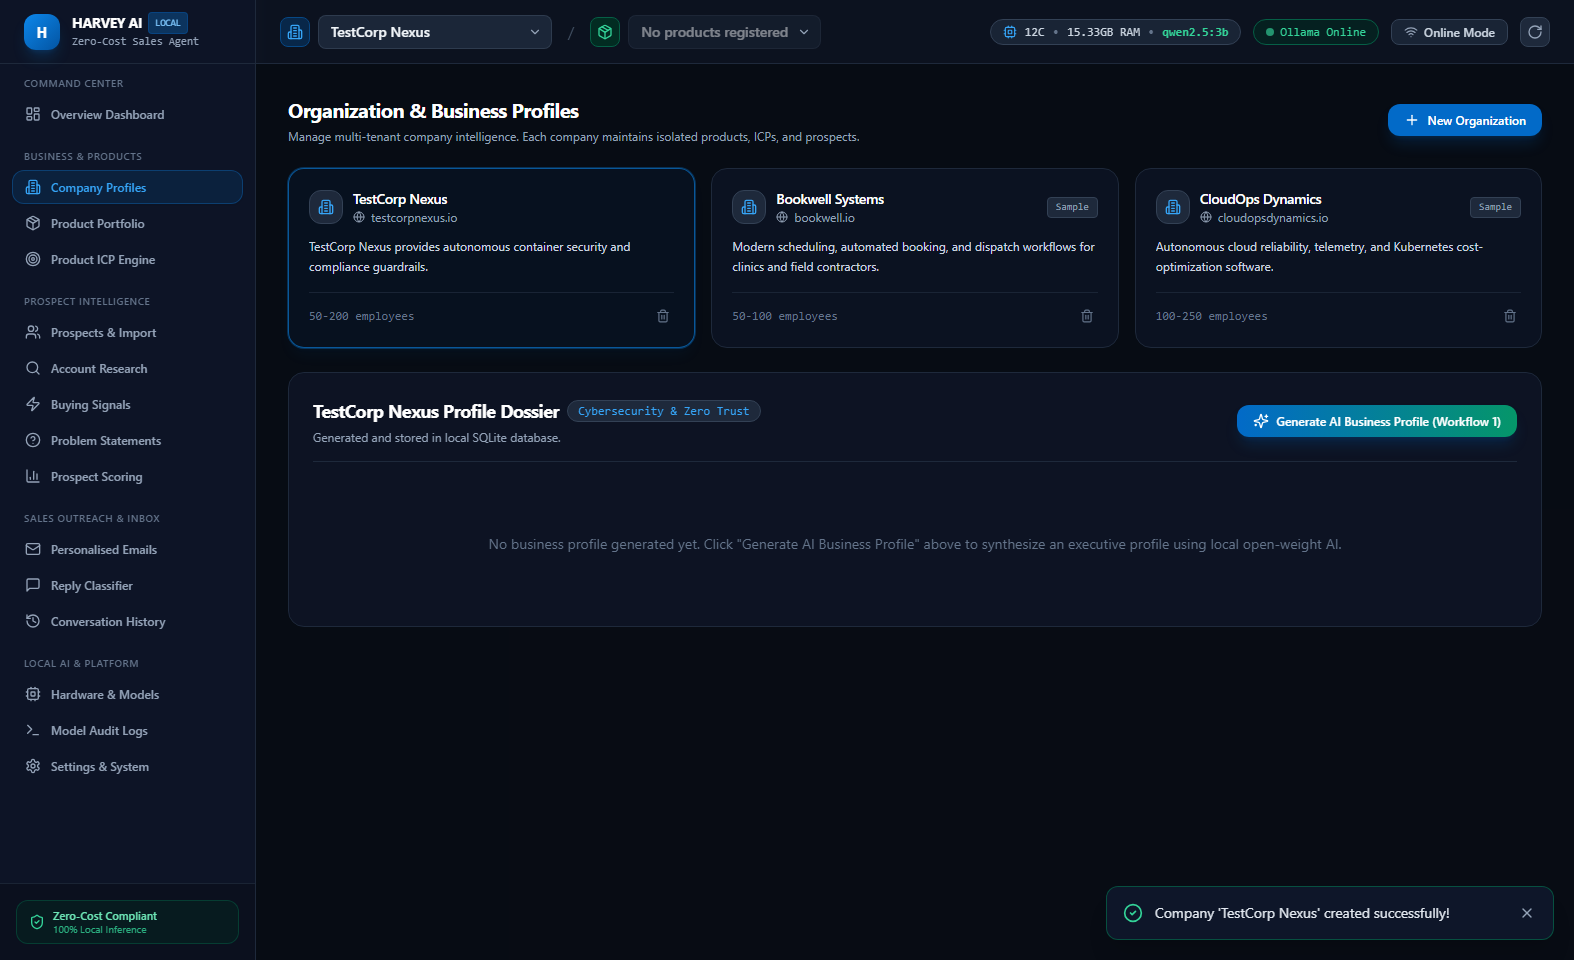 H
HARVEY AI
LOCAL
Zero-Cost Sales Agent
TestCorp Nexus
/
No products registered
12C • 15.33GB RAM • qwen2.5:3b
Ollama Online
Online Mode
COMMAND CENTER
Overview Dashboard
BUSINESS & PRODUCTS
Company Profiles
Product Portfolio
Product ICP Engine
PROSPECT INTELLIGENCE
Prospects & Import
Account Research
Buying Signals
Problem Statements
Prospect Scoring
SALES OUTREACH & INBOX
Personalised Emails
Reply Classifier
Conversation History
LOCAL AI & PLATFORM
Hardware & Models
Model Audit Logs
Settings & System
Zero-Cost Compliant
100% Local Inference
Organization & Business Profiles
Manage multi-tenant company intelligence. Each company maintains isolated products, ICPs, and prospects.
New Organization
TestCorp Nexus
testcorpnexus.io
TestCorp Nexus provides autonomous container security and
compliance guardrails.
50-200 employees
Bookwell Systems
bookwell.io
Sample
Modern scheduling, automated booking, and dispatch workflows for
clinics and field contractors.
50-100 employees
CloudOps Dynamics
cloudopsdynamics.io
Sample
Autonomous cloud reliability, telemetry, and Kubernetes cost-
optimization software.
100-250 employees
TestCorp Nexus Profile Dossier
Cybersecurity & Zero Trust
Generated and stored in local SQLite database.
Generate AI Business Profile (Workflow 1)
No business profile generated yet. Click "Generate AI Business Profile" above to synthesize an executive profile using local open-weight AI.
Company 'TestCorp Nexus' created successfully!